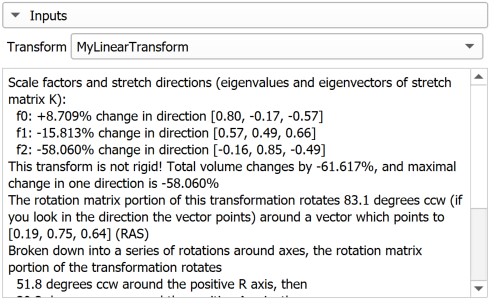 Inputs
Transform MyLinearTransform
Scale factors and stretch directions (eigenvalues and eigenvectors of stretch
matrix K):
f0: +8.709% change in direction [0.80, -0.17, -0.57]
f1: -15.813% change in direction [0.57, 0.49, 0.66]
f2: -58.060% change in direction [-0.16, 0.85, -0.49]
This transform is not rigid! Total volume changes by -61.617%, and maximal
change in one direction is -58.060%
The rotation matrix portion of this transformation rotates 83.1 degrees ccw (if
you look in the direction the vector points) around a vector which points to
[0.19, 0.75, 0.64] (RAS)
Broken down into a series of rotations around axes, the rotation matrix
portion of the transformation rotates
51.8 degrees ccw around the positive R axis, then